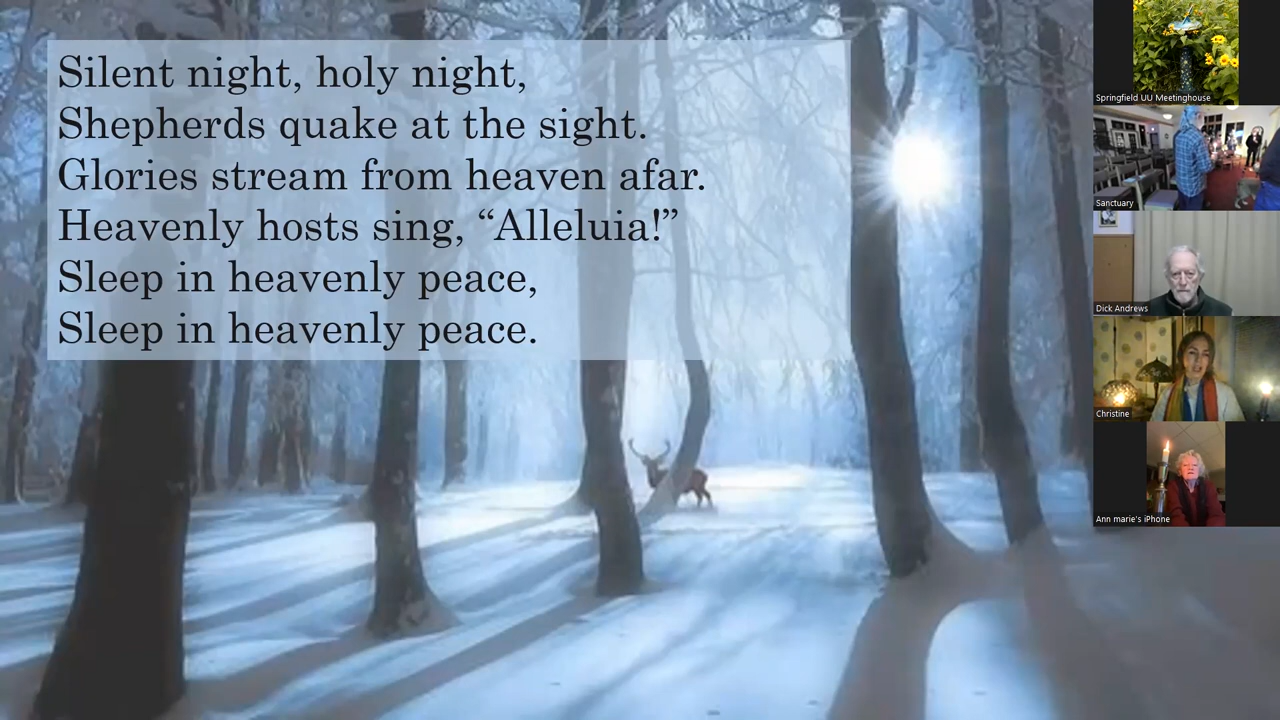 Silent night, holy night,
Shepherds quake at the sight.
Glories stream from heaven afar.
Heavenly hosts sing, “Alleluia!”
Sleep in heavenly peace,
Sleep in heavenly peace.
Springfield UU Meetinghouse
Sanctuary
Dick Andrews
Christine
Ann marie's iPhone